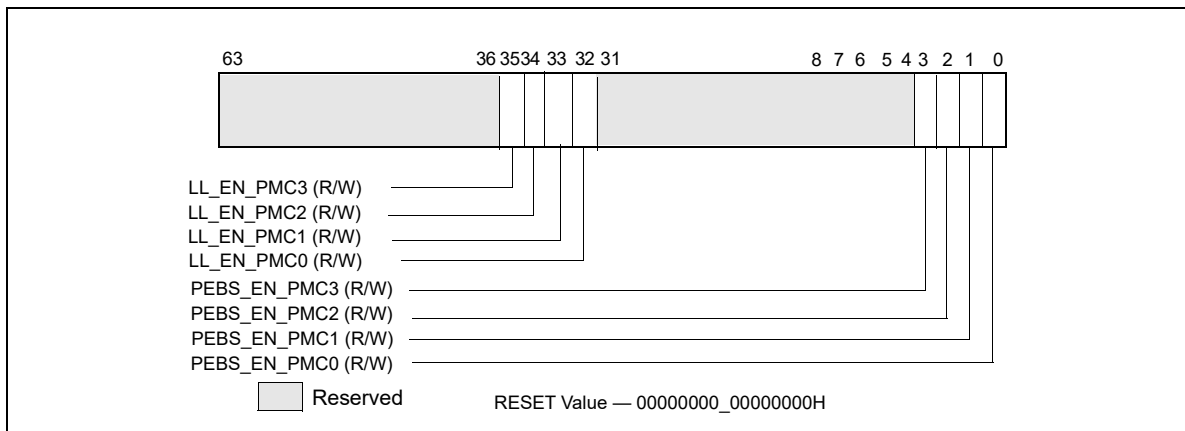 63 36 35 34 33 32 31 8 7 6 5 4 3 2 1 0
LL_EN_PMC3 (R/W)
LL_EN_PMC2 (R/W)
LL_EN_PMC1 (R/W)
LL_EN_PMC0 (R/W)
PEBS_EN_PMC3 (R/W)
PEBS_EN_PMC2 (R/W)
PEBS_EN_PMC1 (R/W)
PEBS_EN_PMC0 (R/W)
Reserved RESET Value — 00000000_00000000H